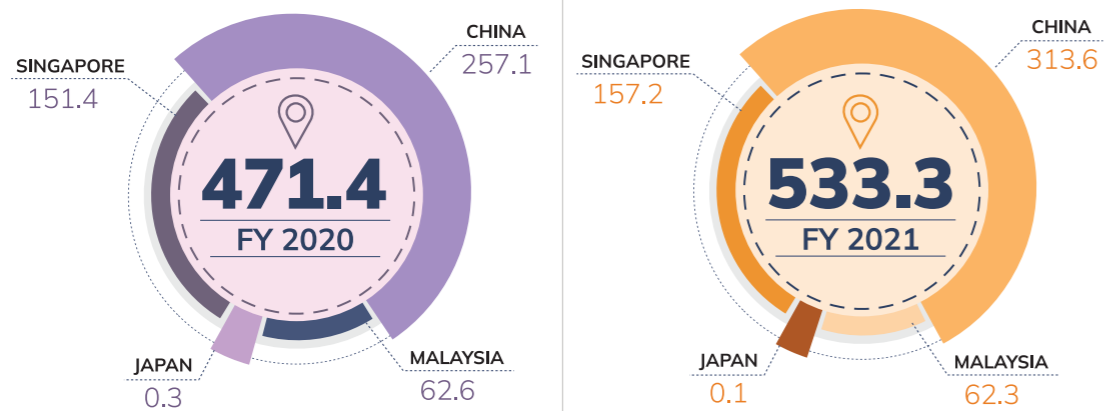 CHINA
257.1
SINGAPORE
151.4
471.4
FY 2020
JAPAN
0.3
MALAYSIA
62.6
CHINA
313.6
SINGAPORE
157.2
533.3
FY 2021
JAPAN
0.1
MALAYSIA
62.3